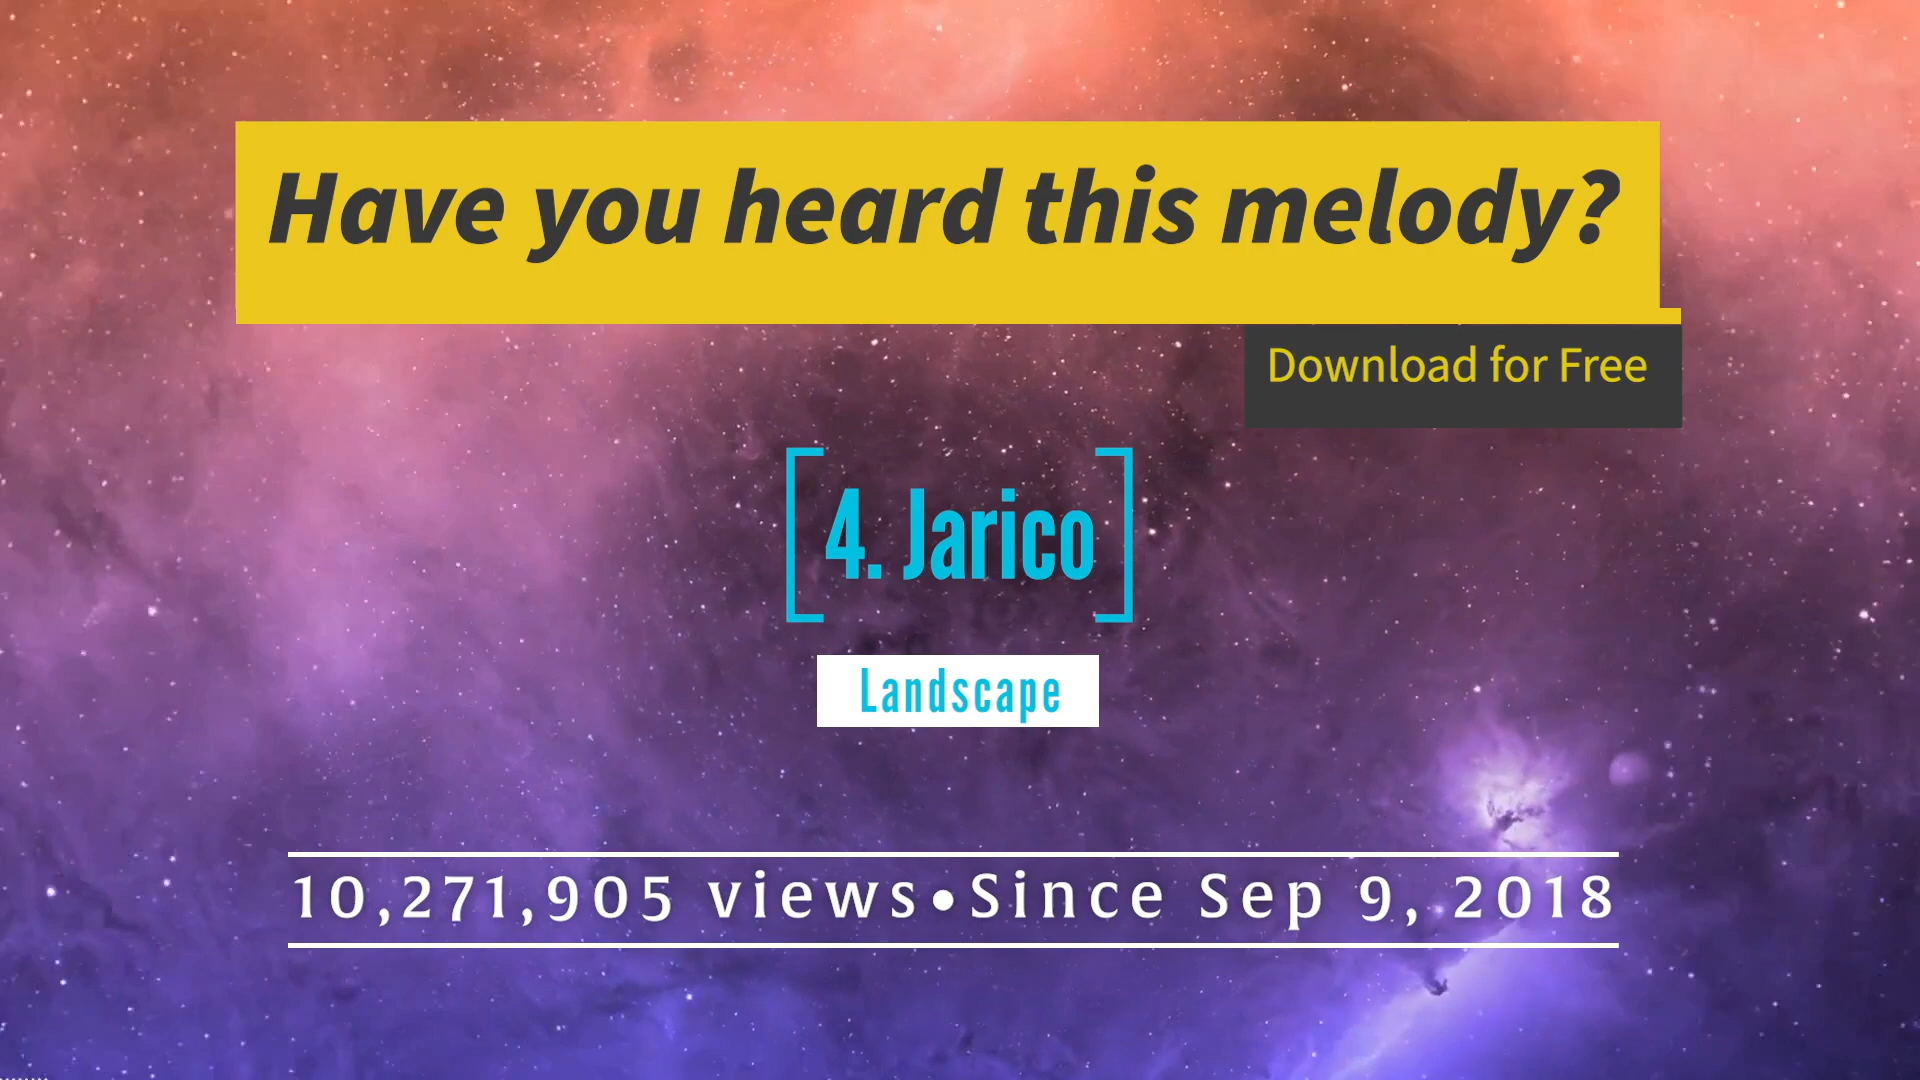 Have you heard this melody?
Download for Free
4. Jarico
Landscape
10,271,905 views•Since Sep 9, 2018